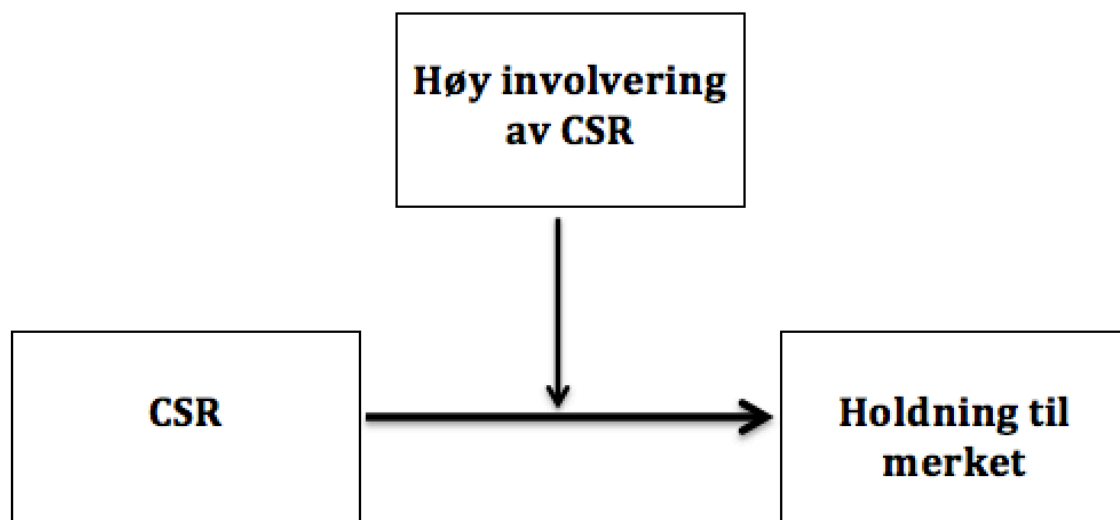 Høy involvering
av CSR
CSR
Holdning til
merket